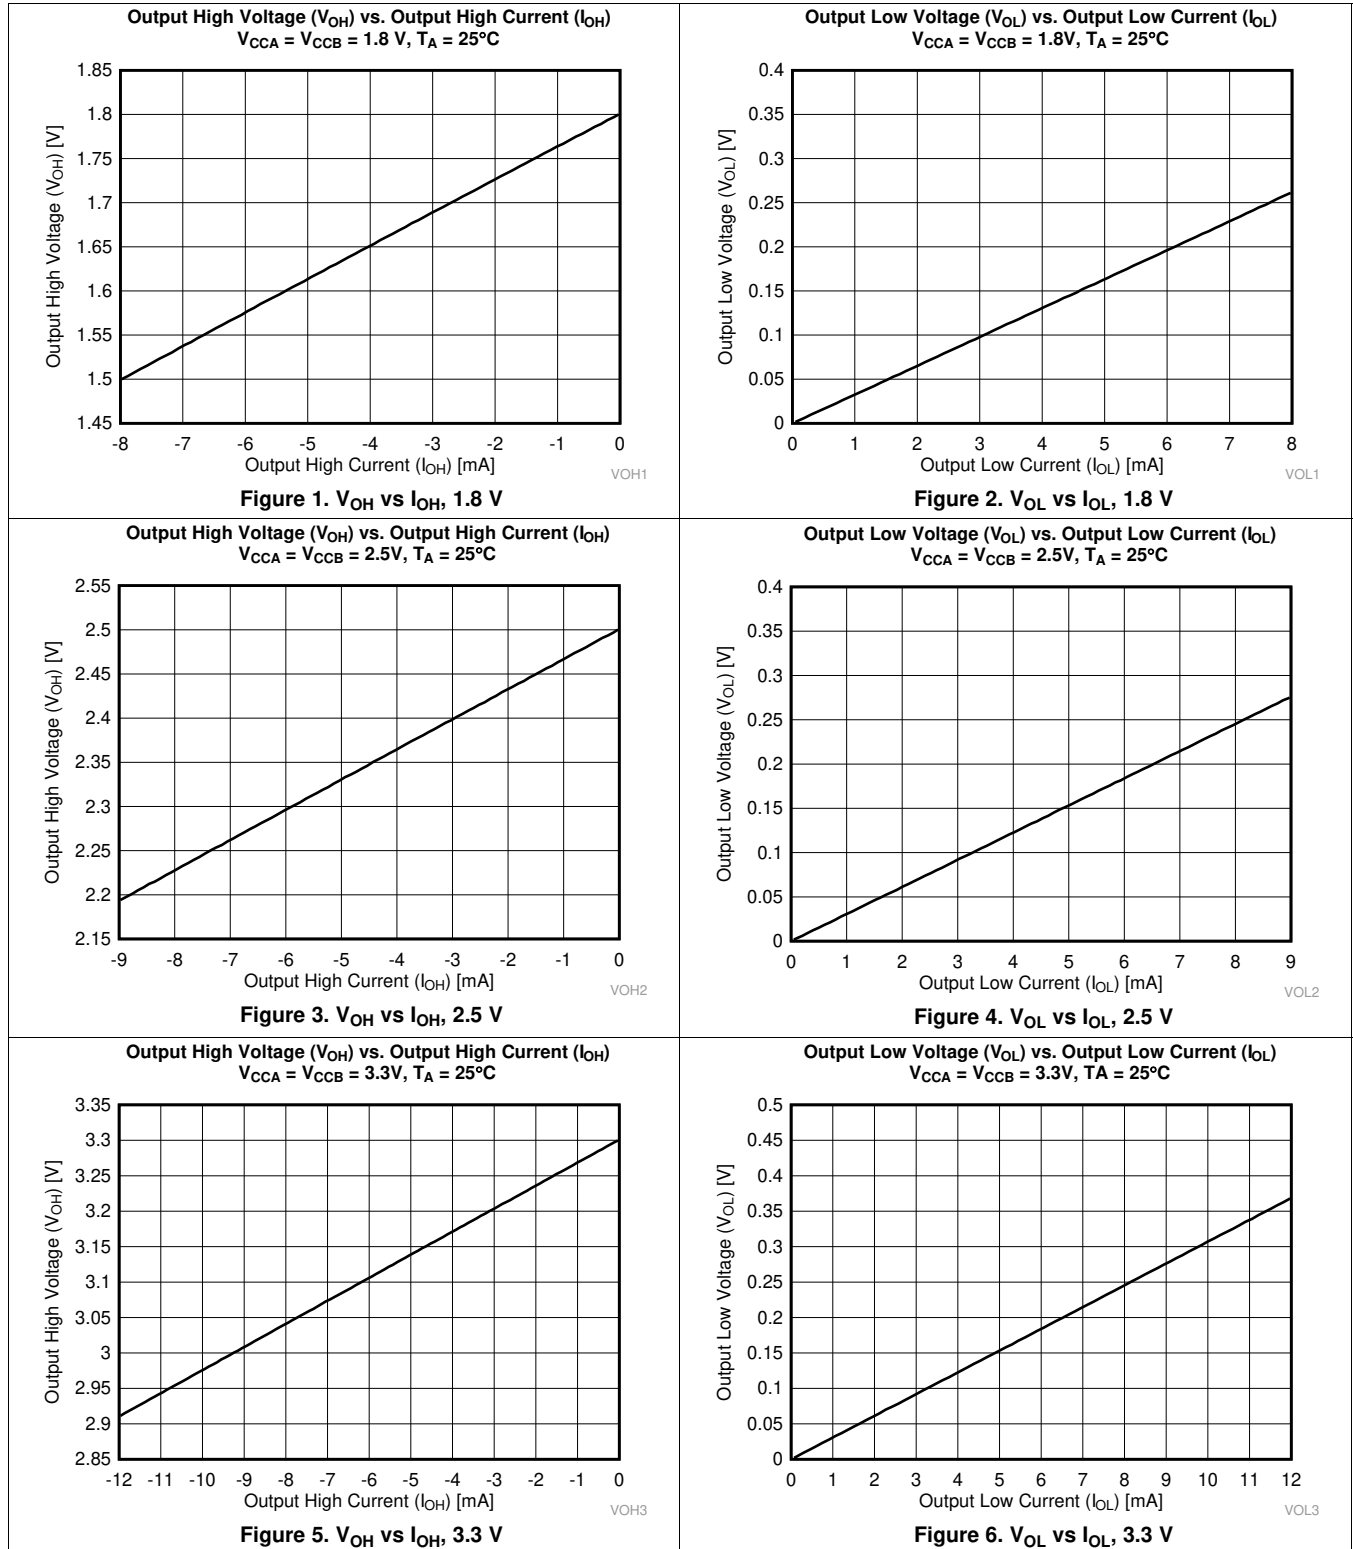 Output High Voltage (VOH) vs. Output High Current (IOH)
VCCA = VCCB = 1.8 V, TA = 25°C
Output High Voltage (VOH) [V]
1.85
1.8
1.75
1.7
1.65
1.6
1.55
1.5
1.45
-8 -7 -6 -5 -4 -3 -2 -1 0
Output High Current (IOH) [mA]
VOH1
Figure 1. VOH vs IOH, 1.8 V
Output Low Voltage (VOL) vs. Output Low Current (IOL)
VCCA = VCCB = 1.8V, TA = 25°C
Output Low Voltage (VOL) [V]
0.4
0.35
0.3
0.25
0.2
0.15
0.1
0.05
0
0 1 2 3 4 5 6 7 8
Output Low Current (IOL) [mA]
VOL1
Figure 2. VOL vs IOL, 1.8 V
Output High Voltage (VOH) vs. Output High Current (IOH)
VCCA = VCCB = 2.5V, TA = 25°C
Output High Voltage (VOH) [V]
2.55
2.5
2.45
2.4
2.35
2.3
2.25
2.2
2.15
-9 -8 -7 -6 -5 -4 -3 -2 -1 0
Output High Current (IOH) [mA]
VOH2
Figure 3. VOH vs IOH, 2.5 V
Output Low Voltage (VOL) vs. Output Low Current (IOL)
VCCA = VCCB = 2.5V, TA = 25°C
Output Low Voltage (VOL) [V]
0.4
0.35
0.3
0.25
0.2
0.15
0.1
0.05
0
0 1 2 3 4 5 6 7 8 9
Output Low Current (IOL) [mA]
VOL2
Figure 4. VOL vs IOL, 2.5 V
Output High Voltage (VOH) vs. Output High Current (IOH)
VCCA = VCCB = 3.3V, TA = 25°C
Output High Voltage (VOH) [V]
3.35
3.3
3.25
3.2
3.15
3.1
3.05
3
2.95
2.9
2.85
-12 -11 -10 -9 -8 -7 -6 -5 -4 -3 -2 -1 0
Output High Current (IOH) [mA]
VOH3
Figure 5. VOH vs IOH, 3.3 V
Output Low Voltage (VOL) vs. Output Low Current (IOL)
VCCA = VCCB = 3.3V, TA = 25°C
Output Low Voltage (VOL) [V]
0.5
0.45
0.4
0.35
0.3
0.25
0.2
0.15
0.1
0.05
0
0 1 2 3 4 5 6 7 8 9 10 11 12
Output Low Current (IOL) [mA]
VOL3
Figure 6. VOL vs IOL, 3.3 V